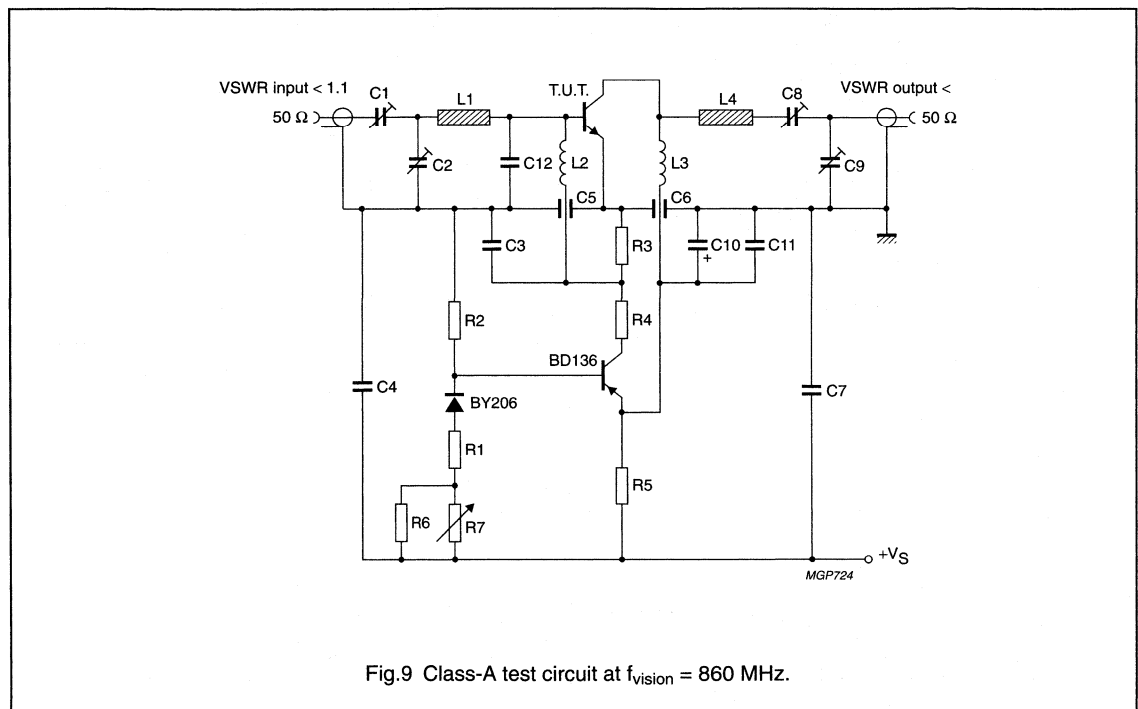 VSWR input < 1.1
50 Ω
C1
L1
T.U.T.
L4
C8
VSWR output <
50 Ω
C2
C12
L2
L3
C9
C5
C6
C3
R3
C10
+
C11
R2
R4
BD136
C4
BY206
C7
R1
R5
R6
R7
+VS
MGP724
Fig.9 Class-A test circuit at fvision = 860 MHz.